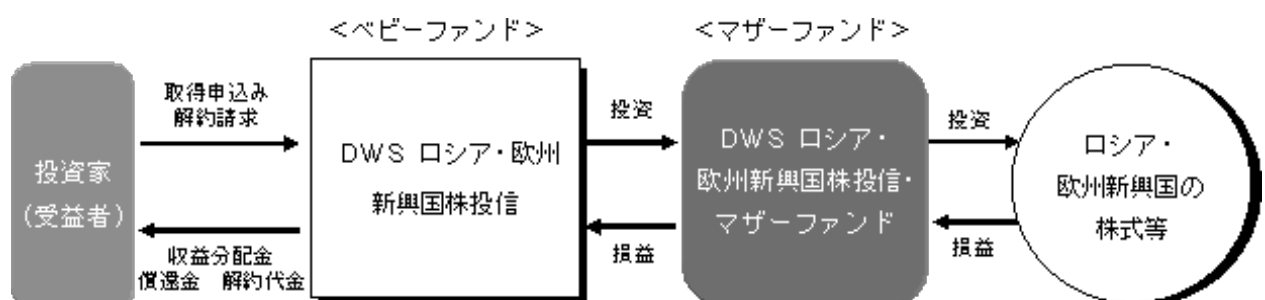 <ベビーファンド>
<マザーファンド>
投資家
(受益者)
取得申込み
解約請求
収益分配金
償還金 解約代金
DWS ロシア・欧州
新興国株投信
投資
損益
DWS ロシア・
欧州新興国株投信・
マザーファンド
投資
損益
ロシア・
欧州新興国の
株式等